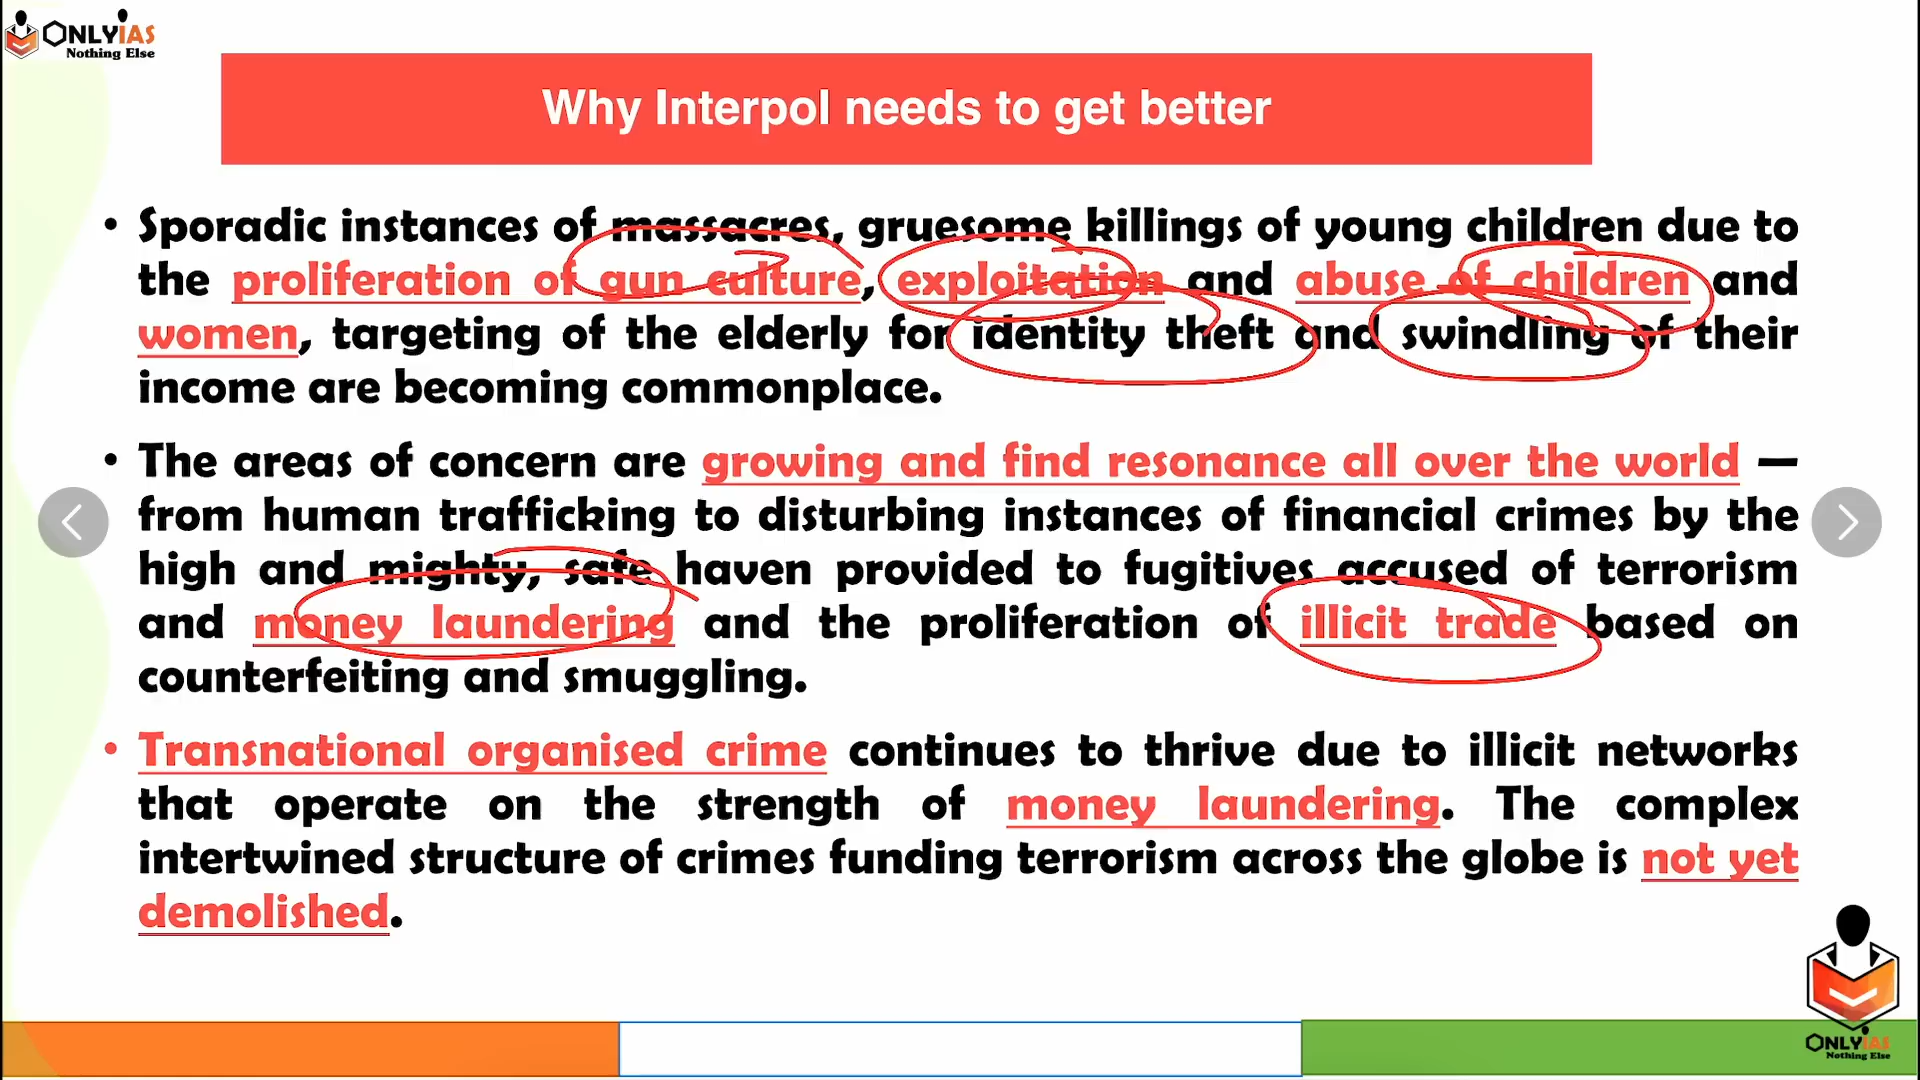 ONLYIAS
Nothing Else
Why Interpol needs to get better
• Sporadic instances of massacres, gruesome killings of young children due to
the proliferation of gun culture, exploitation and abuse of children and
women, targeting of the elderly for identity theft and swindling of their
income are becoming commonplace.
• The areas of concern are growing and find resonance all over the world —
from human trafficking to disturbing instances of financial crimes by the
high and mighty, safe haven provided to fugitives accused of terrorism
and money laundering and the proliferation of illicit trade based on
counterfeiting and smuggling.
• Transnational organised crime continues to thrive due to illicit networks
that operate on the strength of money laundering. The complex
intertwined structure of crimes funding terrorism across the globe is not yet
demolished.
ONLYIAS
Nothing Else